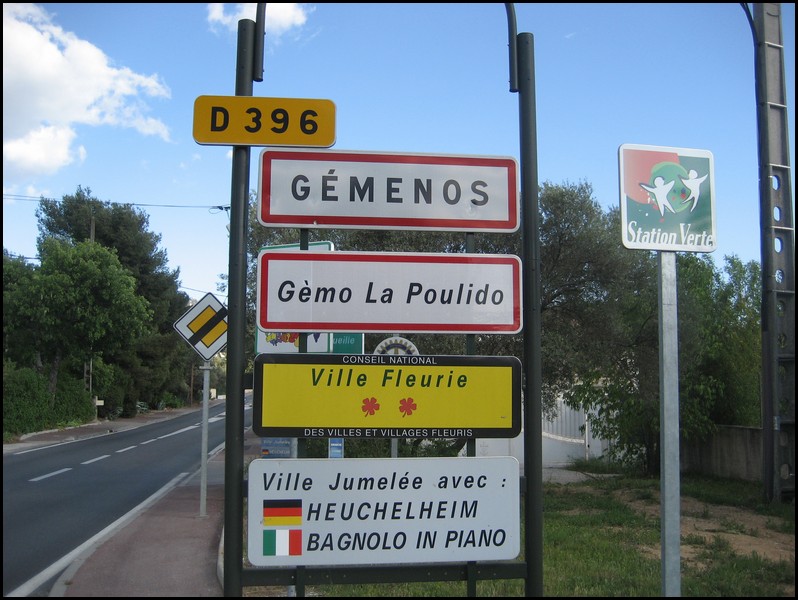 D 396
GÉMENOS
Gèmo La Poulido
CONSEIL NATIONAL
Ville Fleurie
DES VILLES ET VILLAGES FLEURIS
Ville Jumelée avec :
HEUCHELHEIM
BAGNOLO IN PIANO
Station Verte